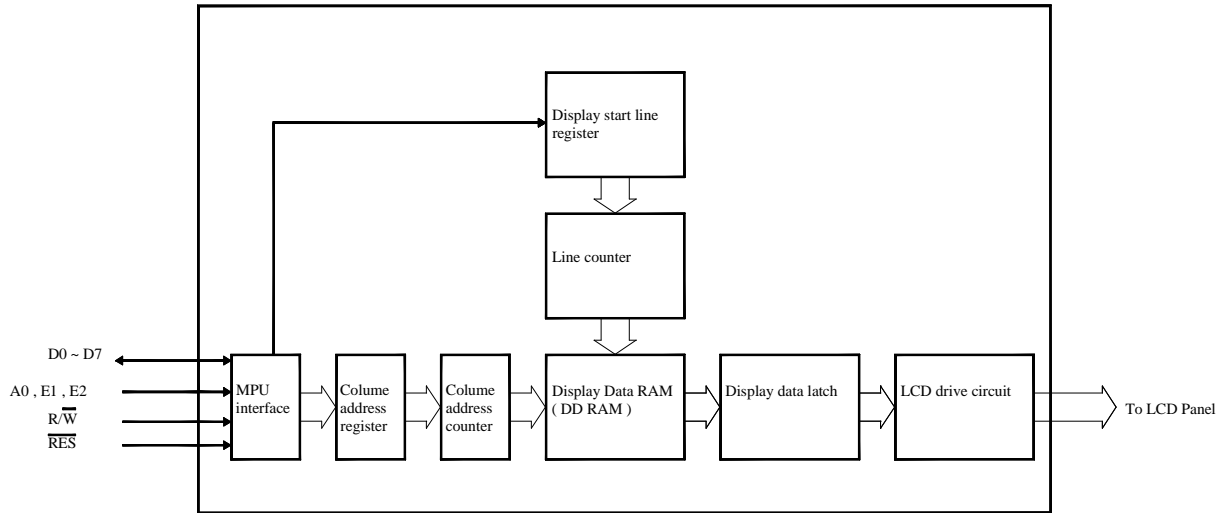 Display start line
register
Line counter
D0 ~ D7
A0 , E1 , E2
R/W̅
R̅E̅S̅
MPU
interface
Colume
address
register
Colume
address
counter
Display Data RAM
( DD RAM )
Display data latch
LCD drive circuit
To LCD Panel